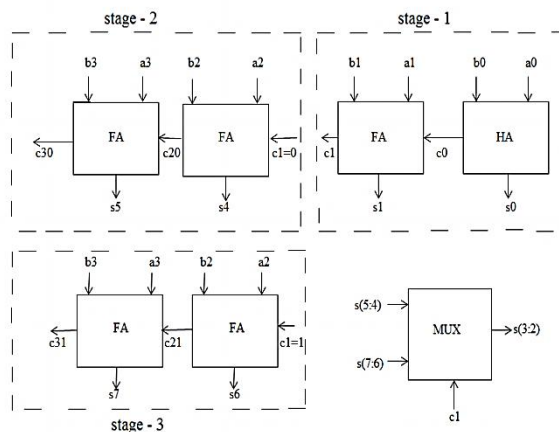 stage - 2
b3 a3 b2 a2
FA FA
c30 c20 c1=0
s5 s4
stage - 1
b1 a1 b0 a0
FA HA
c1 c0
s1 s0
b3 a3 b2 a2
FA FA
c31 c21 c1=1
s7 s6
stage - 3
s(5:4)
MUX s(3:2)
s(7:6)
c1